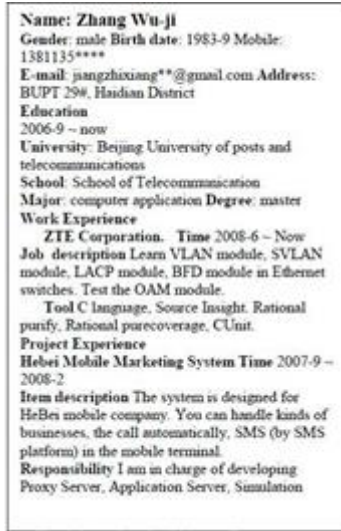 Name: Zhang Wu-ji
Gender: male Birth date: 1983-9 Mobile:
1381135****
E-mail: jiangzhixiang**@gmail.com Address:
BUPT 29#, Haidian District
Education
2006-9 ~ now
University: Beijing University of posts and
telecommunications
School: School of Telecommunication
Major: computer application Degree: master
Work Experience
ZTE Corporation. Time 2008-6 ~ Now
Job description Learn VLAN module, SVLAN
module, LACP module, BFD module in Ethernet
switches. Test the OAM module.
Tool C language, Source Insight. Rational
purify, Rational purecoverage, CUnit.
Project Experience
Hebei Mobile Marketing System Time 2007-9 ~
2008-2
Item description The system is designed for
HeBei mobile company. You can handle kinds of
businesses, the call automatically, SMS (by SMS
platform) in the mobile terminal.
Responsibility I am in charge of developing
Proxy Server, Application Server, Simulation